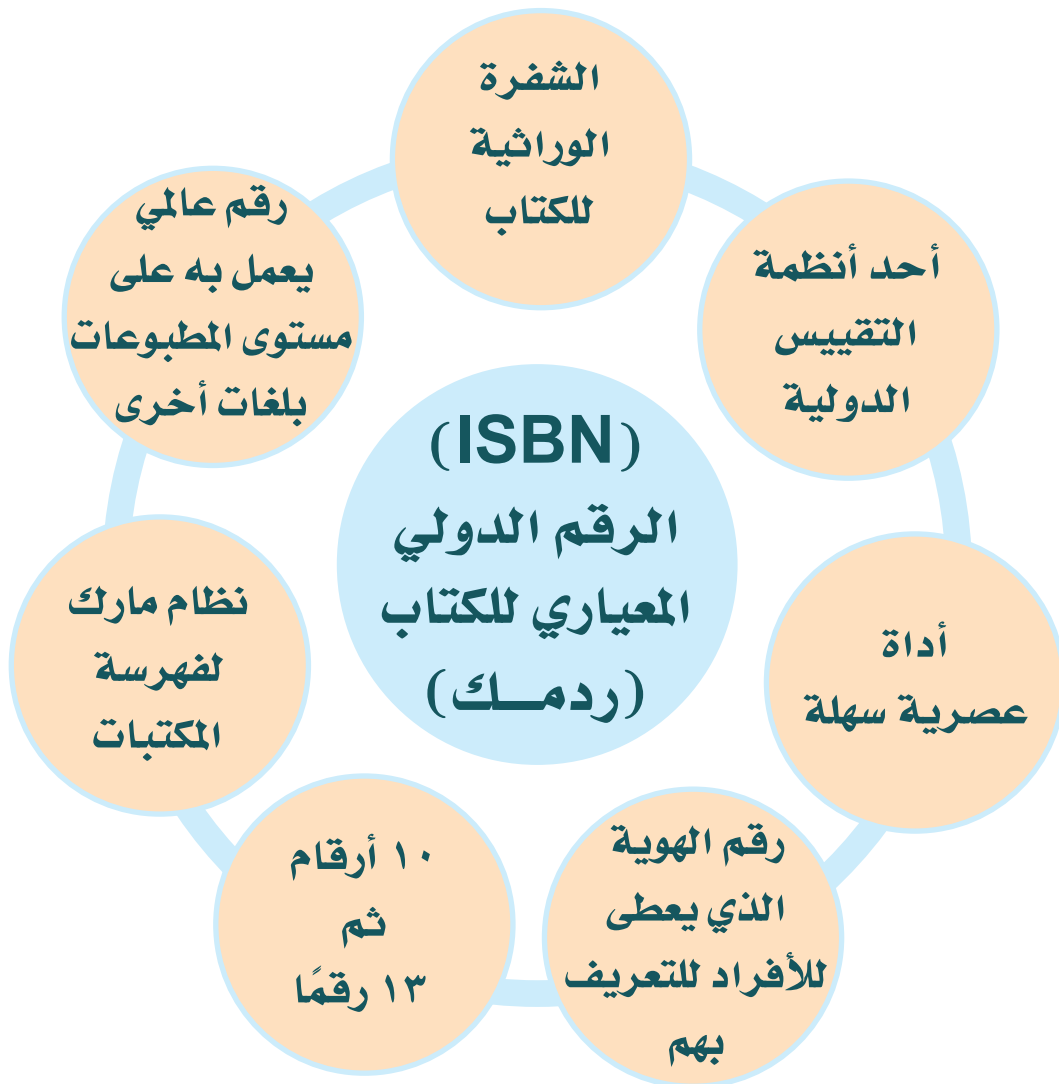 الشفرة
الوراثية
للكتاب
أحد أنظمة
التقييس
الدولية
أداة
عصرية سهلة
رقم الهوية
الذي يعطى
للأفراد للتعريف
بهم
١٠ أرقام
ثم
١٣ رقمًا
نظام مارك
لفهرسة
المكتبات
رقم عالمي
يعمل به على
مستوى المطبوعات
بلغات أخرى
(ISBN)
الرقم الدولي
المعياري للكتاب
(ردمــك)